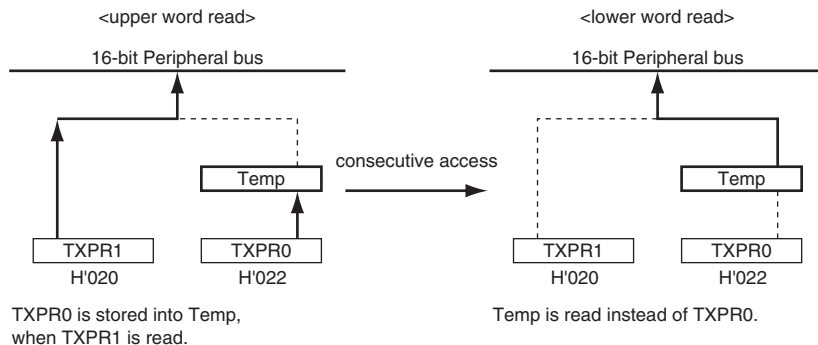 <upper word read>
<lower word read>
16-bit Peripheral bus
16-bit Peripheral bus
consecutive access
Temp
Temp
TXPR1
TXPR0
TXPR1
TXPR0
H'020
H'022
H'020
H'022
TXPR0 is stored into Temp,
when TXPR1 is read.
Temp is read instead of TXPR0.